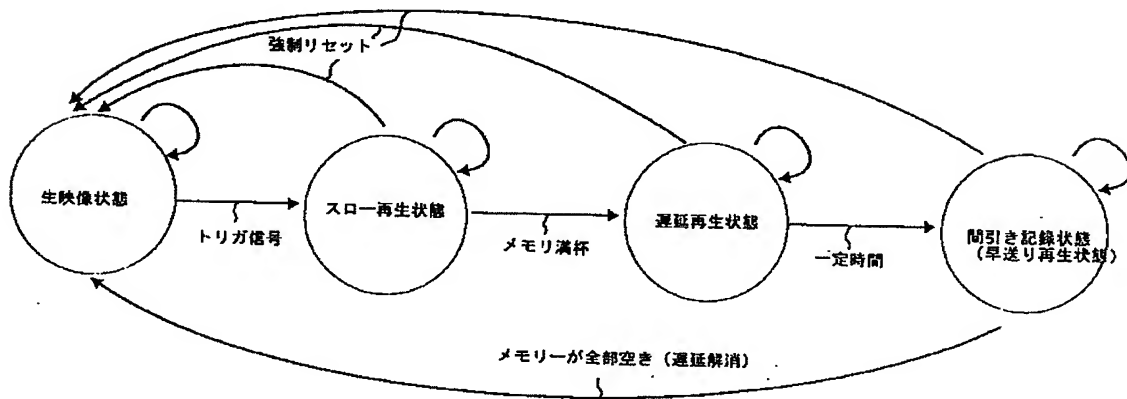 強制リセット
生映像状態
トリガ信号
スロー再生状態
メモリ満杯
遅延再生状態
一定時間
間引き記録状態
(早送り再生状態)
メモリーが全部空き(遅延解消)